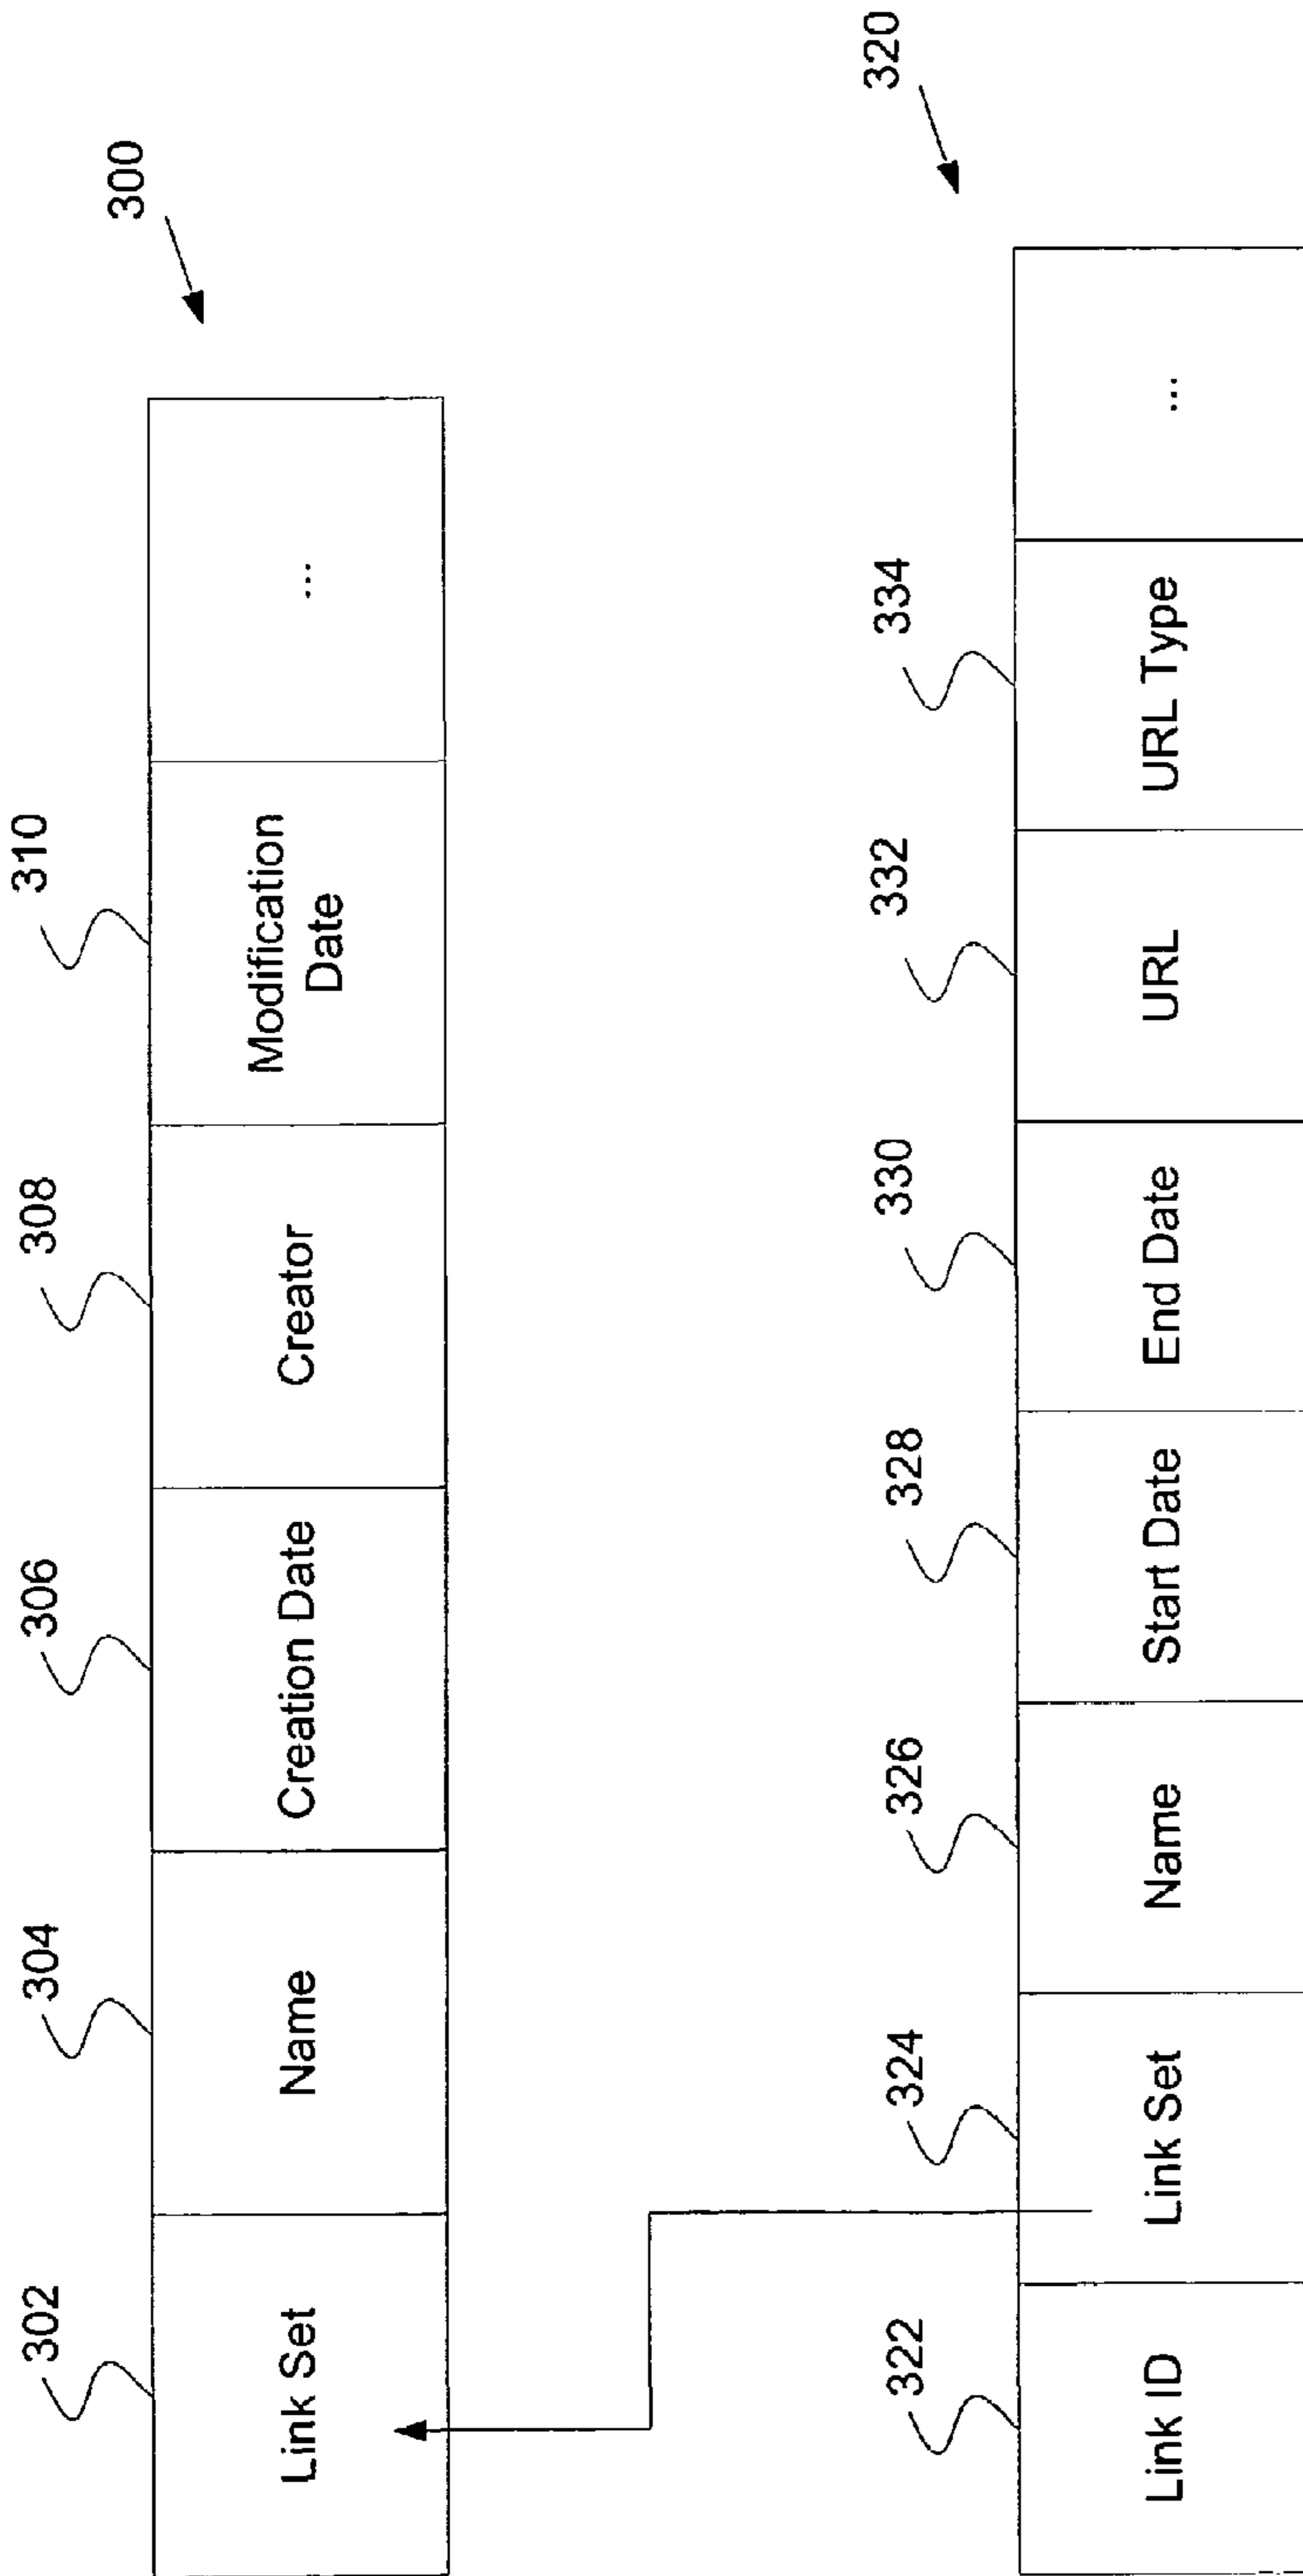 300
302
304
306
308
310
Link Set
Name
Creation Date
Creator
Modification
Date
...
320
322
324
326
328
330
332
334
Link ID
Link Set
Name
Start Date
End Date
URL
URL Type
...